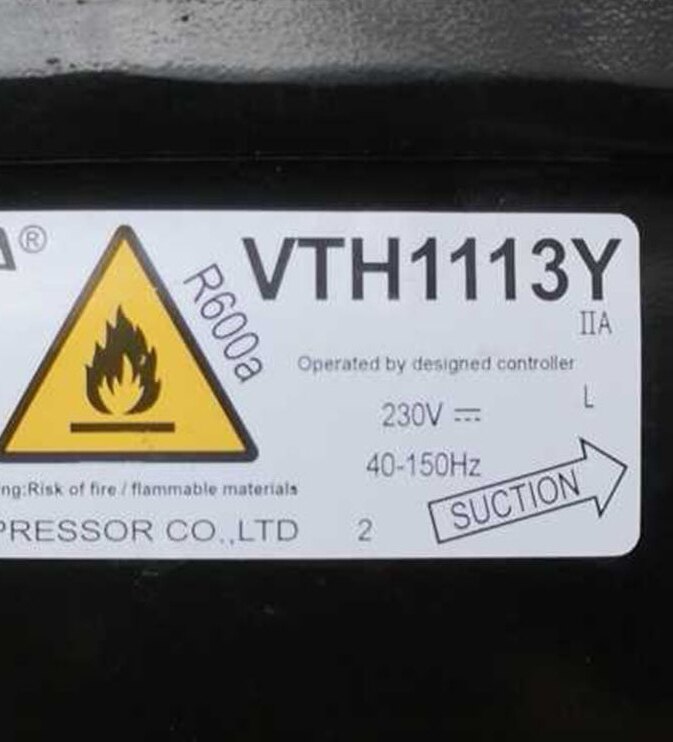 ®
VTH1113Y
R600a
IIA
Operated by designed controller
230V ⎓
L
40-150Hz
ng:Risk of fire / flammable materials
SUCTION
PRESSOR CO.,LTD 2